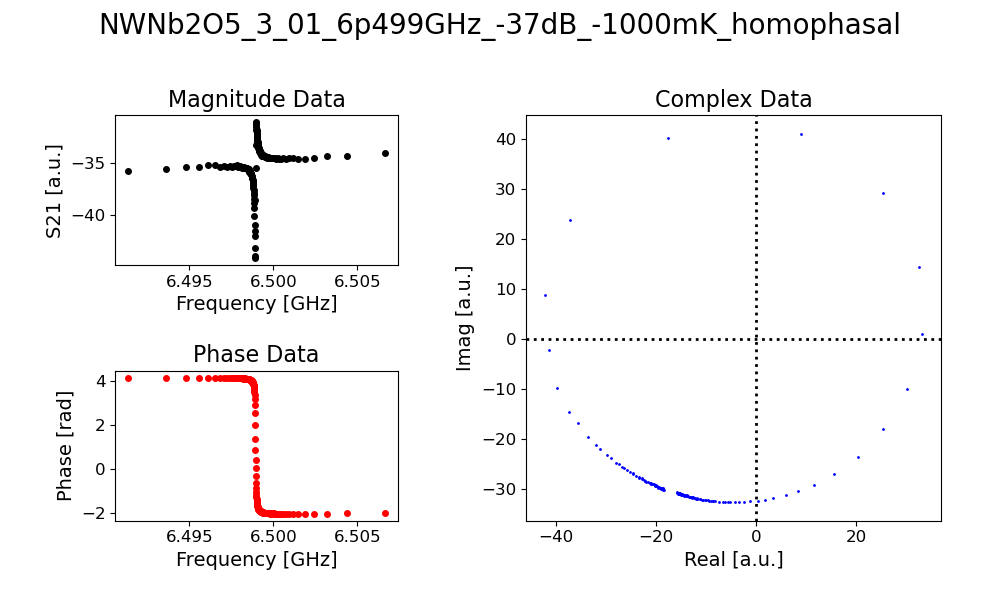 NWNb2O5_3_01_6p499GHz_-37dB_-1000mK_homophasal
Magnitude Data
S21 [a.u.]
−35
−40
6.495 6.500 6.505
Frequency [GHz]
Phase Data
Phase [rad]
4
2
0
−2
6.495 6.500 6.505
Frequency [GHz]
Complex Data
Imag [a.u.]
40
30
20
10
0
−10
−20
−30
−40 −20 0 20
Real [a.u.]